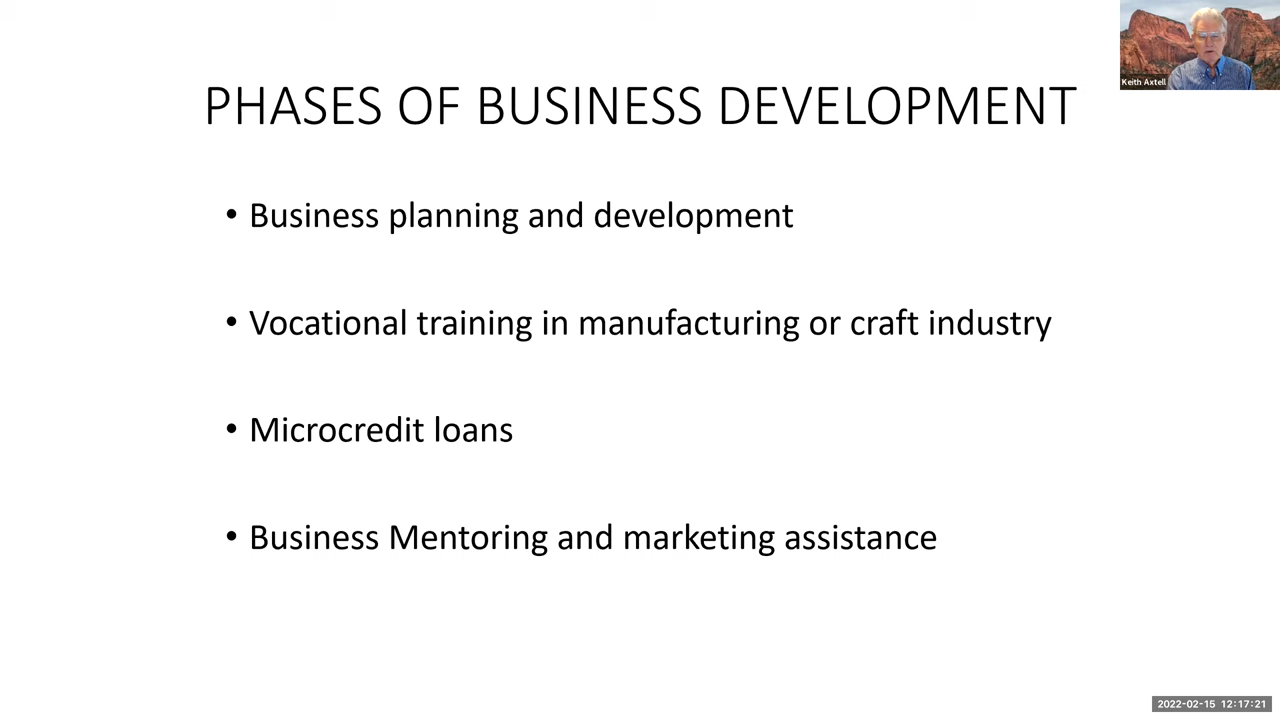 Keith Axtell
PHASES OF BUSINESS DEVELOPMENT
• Business planning and development
• Vocational training in manufacturing or craft industry
• Microcredit loans
• Business Mentoring and marketing assistance
2022-02-15 12:17:21